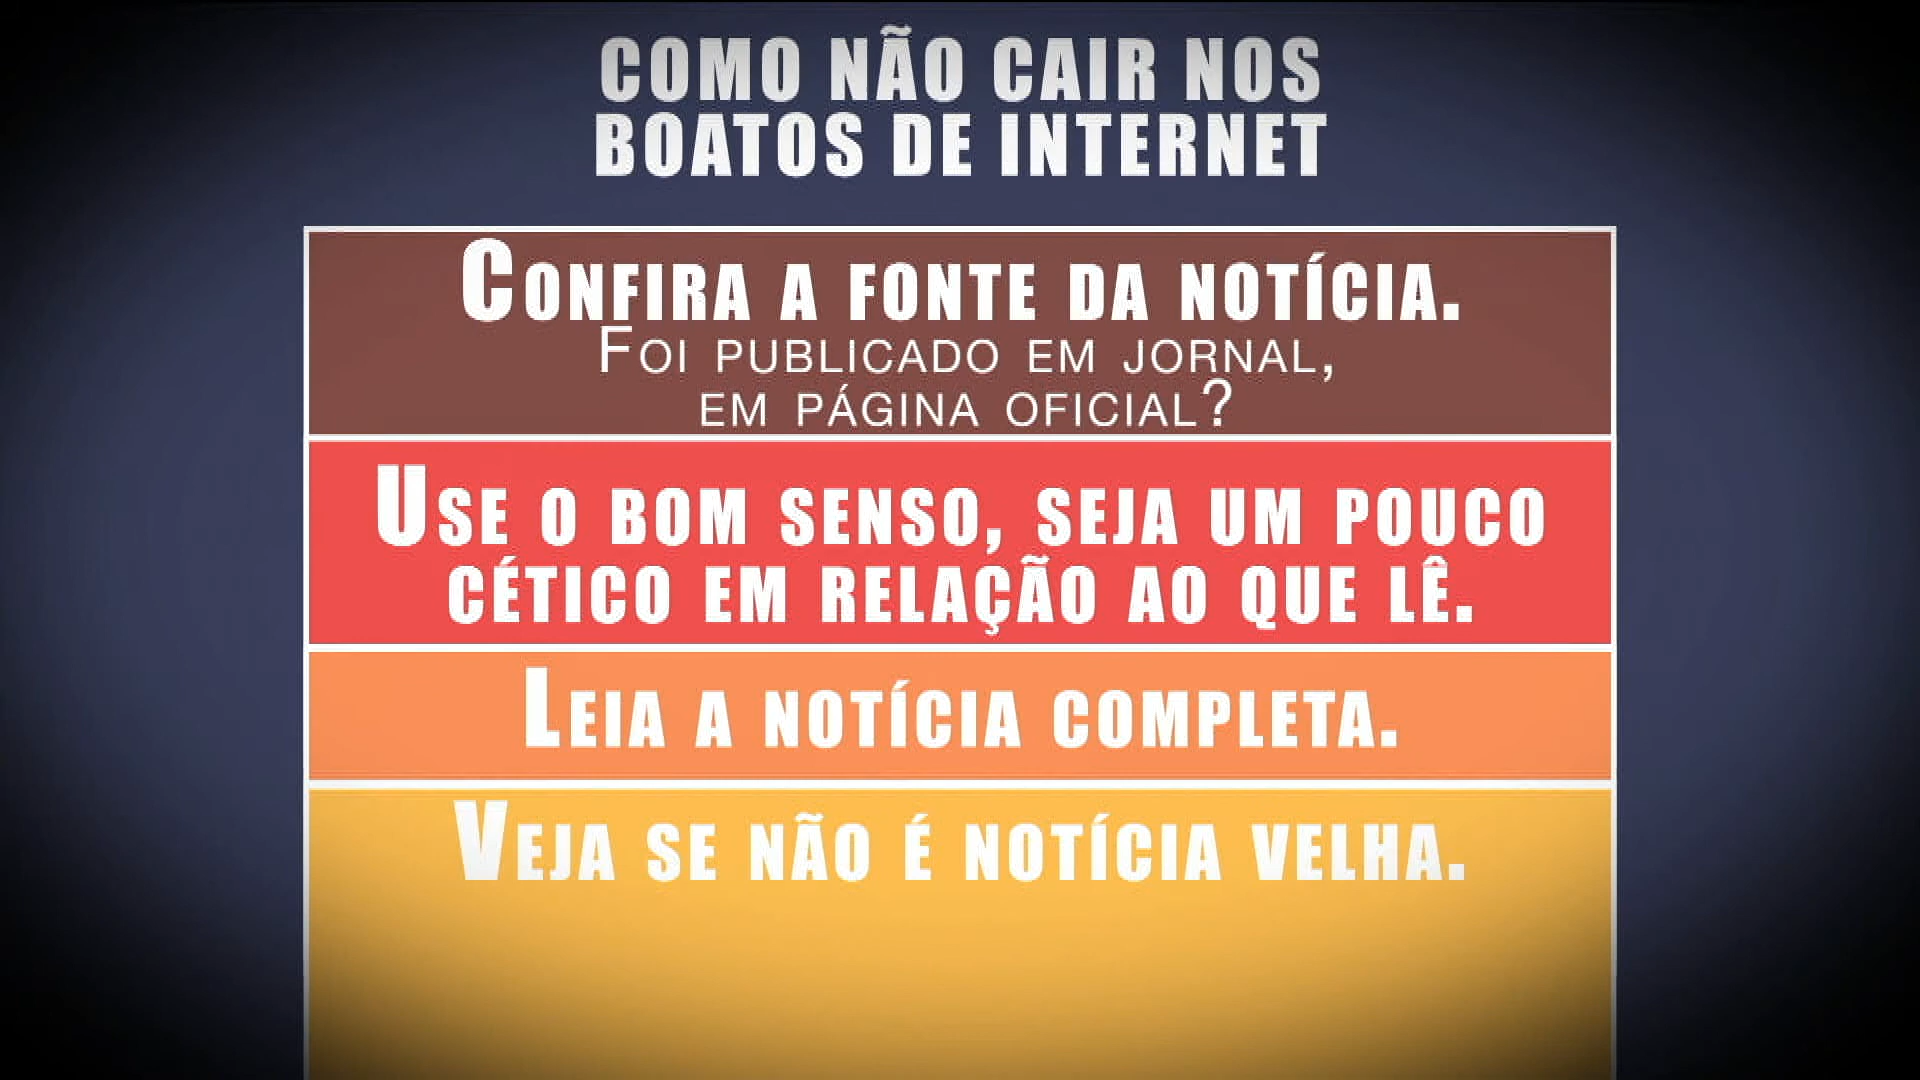 COMO NÃO CAIR NOS
BOATOS DE INTERNET
CONFIRA A FONTE DA NOTÍCIA.
FOI PUBLICADO EM JORNAL,
EM PÁGINA OFICIAL?
USE O BOM SENSO, SEJA UM POUCO
CÉTICO EM RELAÇÃO AO QUE LÊ.
LEIA A NOTÍCIA COMPLETA.
VEJA SE NÃO É NOTÍCIA VELHA.